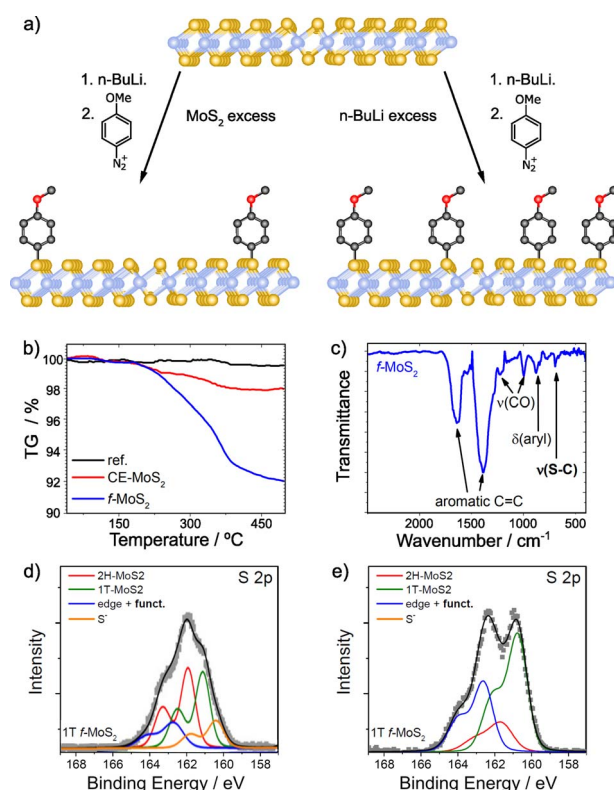 a)
1. n-BuLi.
2.
OMe
N2+
MoS2 excess
n-BuLi excess
1. n-BuLi.
2.
OMe
N2+
b)
100
98
96
94
92
90
TG / %
ref.
CE-MoS2
f-MoS2
150
300
450
Temperature / ºC
c)
f-MoS2
Transmittance
ν(CO)
δ(aryl)
ν(S-C)
aromatic C=C
2000
1500
1000
500
Wavenumber / cm-1
d)
2H-MoS2
1T-MoS2
edge + funct.
S-
S 2p
Intensity
1T f-MoS2
168 166 164 162 160 158
Binding Energy / eV
e)
2H-MoS2
1T-MoS2
edge + funct.
S-
S 2p
Intensity
1T f-MoS2
168 166 164 162 160 158
Binding Energy / eV